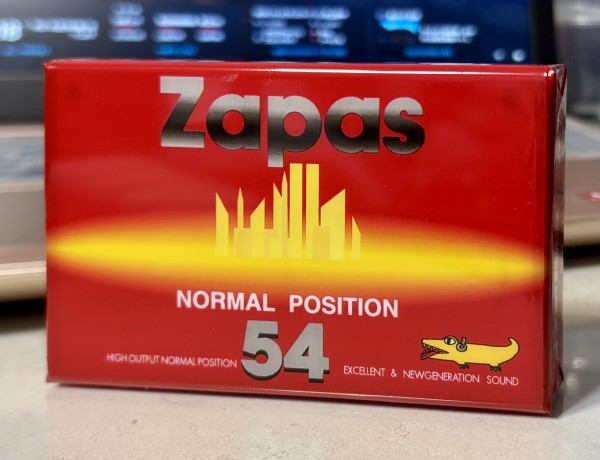 Zapas
NORMAL POSITION
HIGH OUTPUT NORMAL POSITION 54 EXCELLENT & NEWGENERATION SOUND